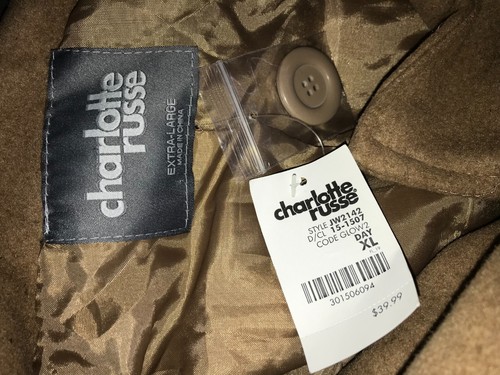 charlotte
russe
EXTRA-LARGE
MADE IN CHINA
charlotte
russe
STYLE JW2142
D/CL 15-1507
CODE GLOW2
DAY
XL
301506094
$39.99